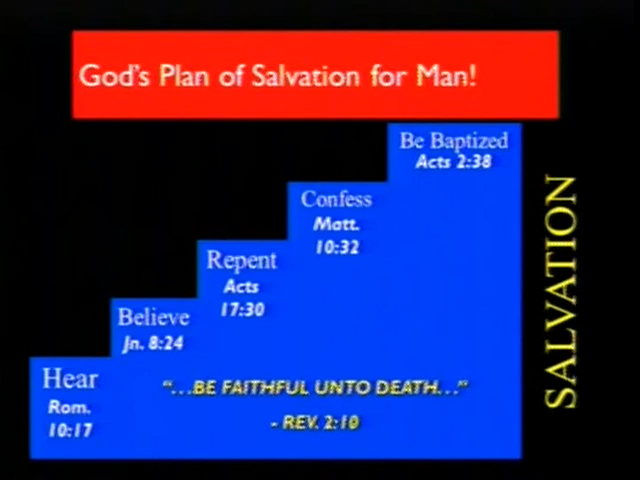 God's Plan of Salvation for Man!
Be Baptized
Acts 2:38
Confess
Matt.
10:32
Repent
Acts
17:30
Believe
Jn. 8:24
Hear
Rom.
10:17
"...BE FAITHFUL UNTO DEATH..."
- REV. 2:10
SALVATION